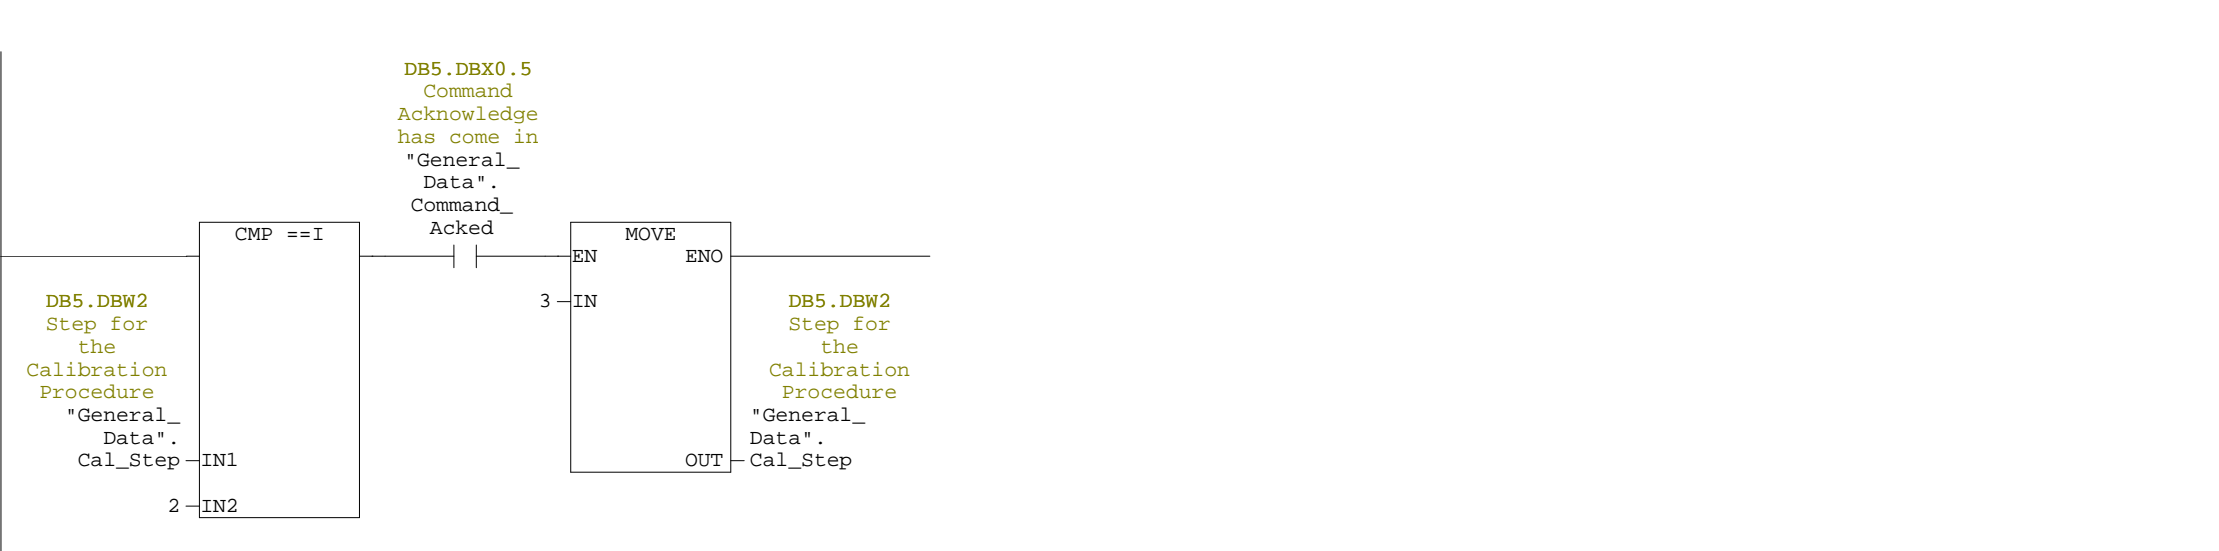 DB5.DBX0.5
Command
Acknowledge
has come in
"General_
Data".
Command_
Acked
CMP ==I
MOVE
EN
ENO
DB5.DBW2
Step for
the
Calibration
Procedure
"General_
Data".
Cal_Step
IN1
2
IN2
3
IN
OUT
DB5.DBW2
Step for
the
Calibration
Procedure
"General_
Data".
Cal_Step